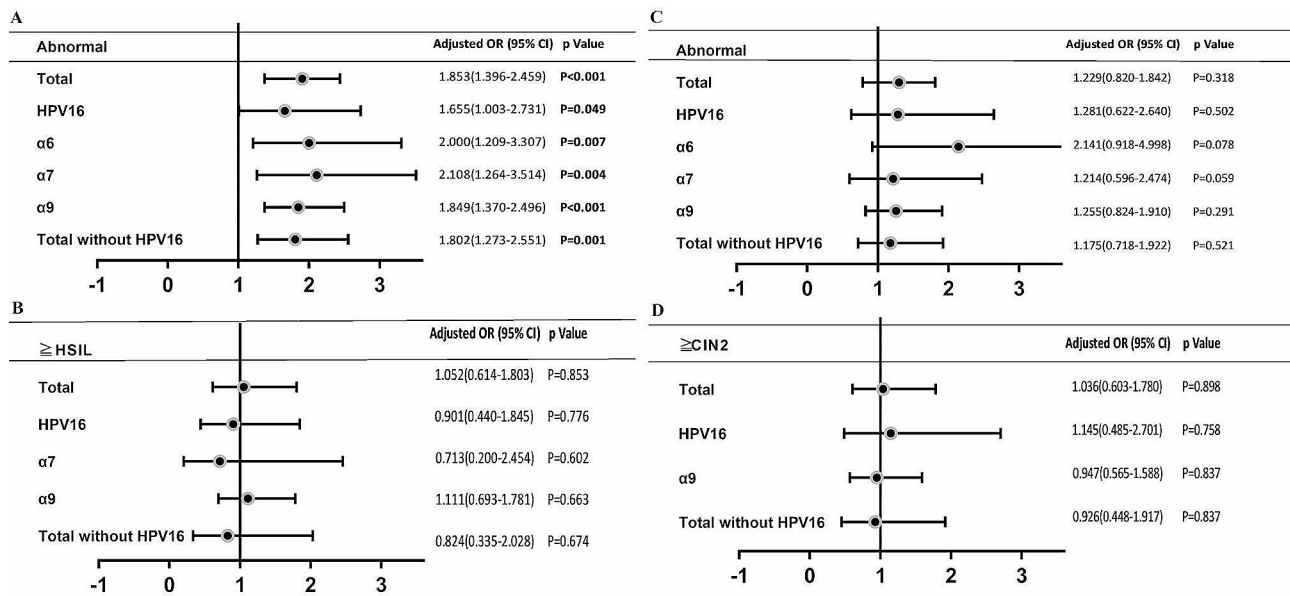 A
Abnormal Adjusted OR (95% CI) p Value
Total 1.853(1.396-2.459) P<0.001
HPV16 1.655(1.003-2.731) P=0.049
α6 2.000(1.209-3.307) P=0.007
α7 2.108(1.264-3.514) P=0.004
α9 1.849(1.370-2.496) P<0.001
Total without HPV16 1.802(1.273-2.551) P=0.001
-1 0 1 2 3
B
≧HSIL Adjusted OR (95% CI) p Value
Total 1.052(0.614-1.803) P=0.853
HPV16 0.901(0.440-1.845) P=0.776
α7 0.713(0.200-2.454) P=0.602
α9 1.111(0.693-1.781) P=0.663
Total without HPV16 0.824(0.335-2.028) P=0.674
-1 0 1 2 3
C
Abnormal Adjusted OR (95% CI) p Value
Total 1.229(0.820-1.842) P=0.318
HPV16 1.281(0.622-2.640) P=0.502
α6 2.141(0.918-4.998) P=0.078
α7 1.214(0.596-2.474) P=0.059
α9 1.255(0.824-1.910) P=0.291
Total without HPV16 1.175(0.718-1.922) P=0.521
-1 0 1 2 3
D
≧CIN2 Adjusted OR (95% CI) p Value
Total 1.036(0.603-1.780) P=0.898
HPV16 1.145(0.485-2.701) P=0.758
α9 0.947(0.565-1.588) P=0.837
Total without HPV16 0.926(0.448-1.917) P=0.837
-1 0 1 2 3